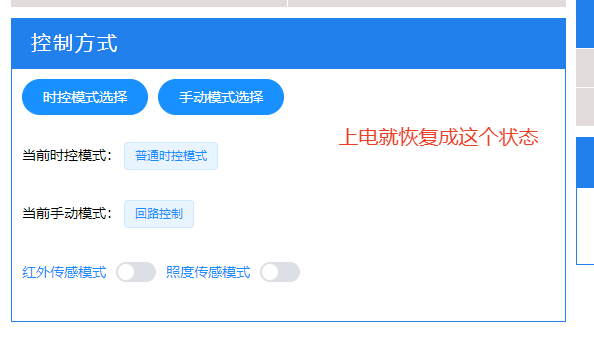 控制方式
时控模式选择 手动模式选择
上电就恢复成这个状态
当前时控模式： 普通时控模式
当前手动模式： 回路控制
红外传感模式 照度传感模式